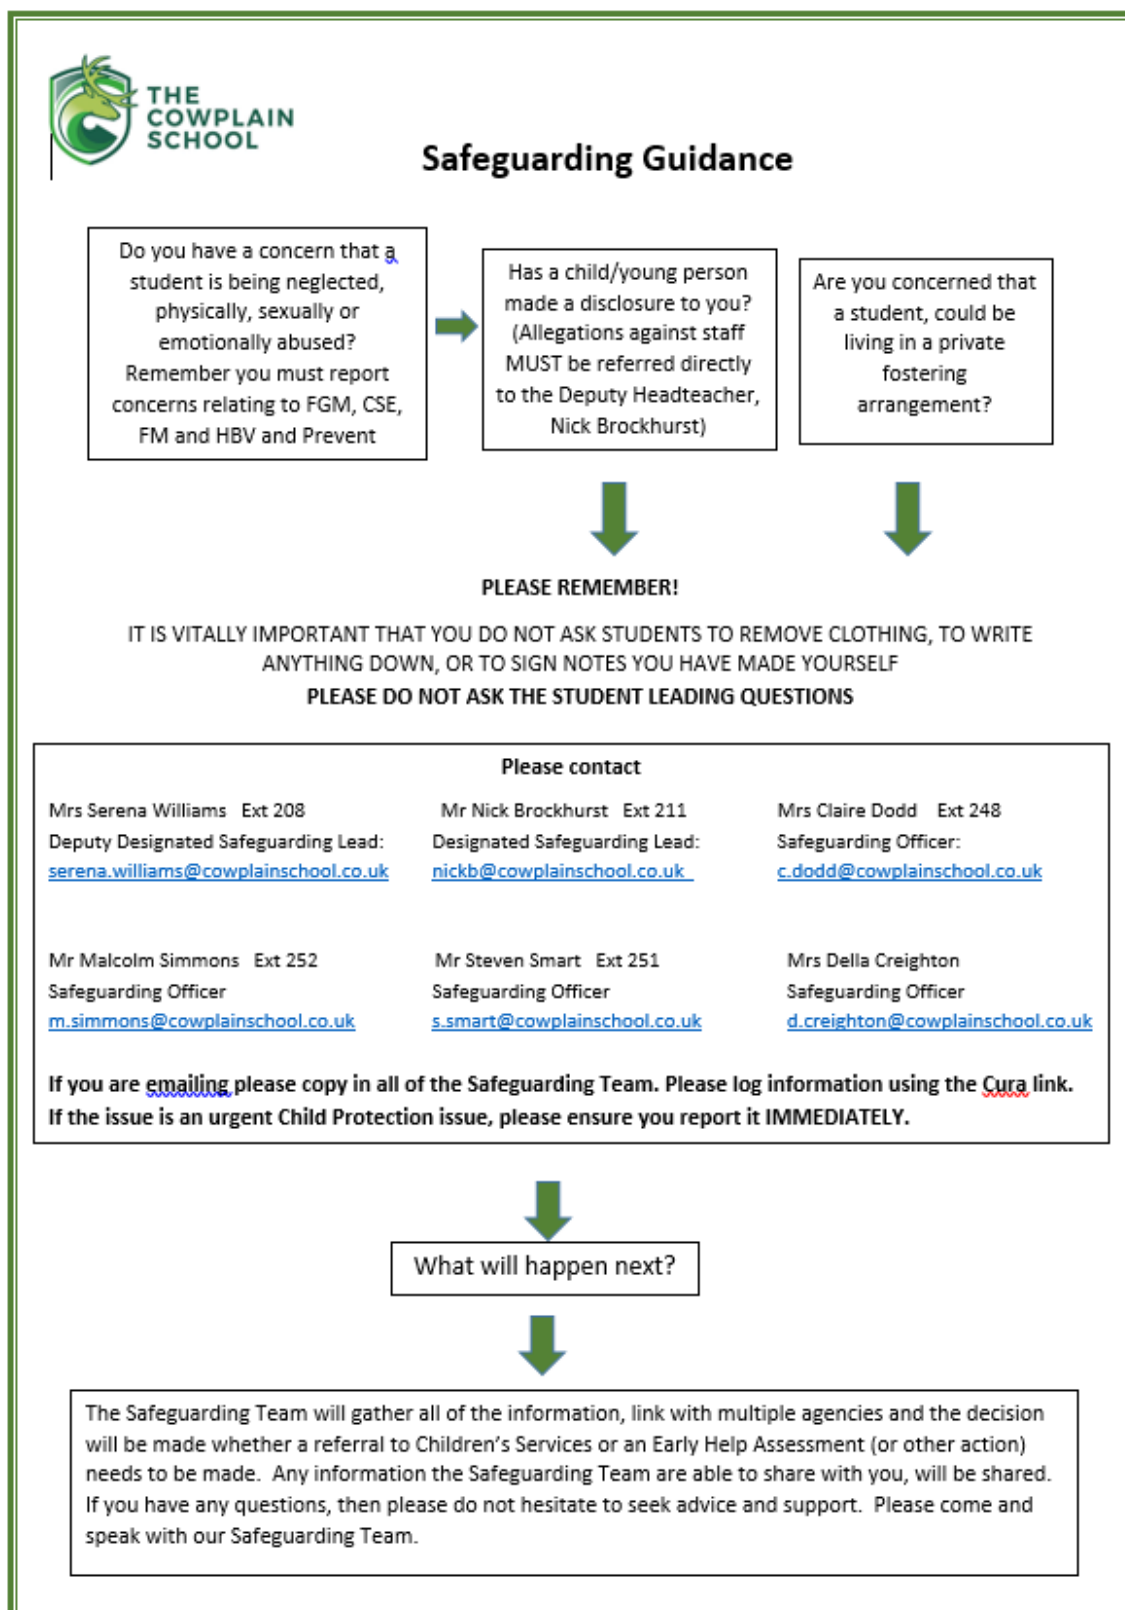 THE
COWPLAIN
SCHOOL
Safeguarding Guidance
Do you have a concern that a
student is being neglected,
physically, sexually or
emotionally abused?
Remember you must report
concerns relating to FGM, CSE,
FM and HBV and Prevent
Has a child/young person
made a disclosure to you?
(Allegations against staff
MUST be referred directly
to the Deputy Headteacher,
Nick Brockhurst)
Are you concerned that
a student, could be
living in a private
fostering
arrangement?
PLEASE REMEMBER!
IT IS VITALLY IMPORTANT THAT YOU DO NOT ASK STUDENTS TO REMOVE CLOTHING, TO WRITE
ANYTHING DOWN, OR TO SIGN NOTES YOU HAVE MADE YOURSELF
PLEASE DO NOT ASK THE STUDENT LEADING QUESTIONS
Please contact
Mrs Serena Williams Ext 208
Deputy Designated Safeguarding Lead:
serena.williams@cowplainschool.co.uk
Mr Nick Brockhurst Ext 211
Designated Safeguarding Lead:
nickb@cowplainschool.co.uk
Mrs Claire Dodd Ext 248
Safeguarding Officer:
c.dodd@cowplainschool.co.uk
Mr Malcolm Simmons Ext 252
Safeguarding Officer
m.simmons@cowplainschool.co.uk
Mr Steven Smart Ext 251
Safeguarding Officer
s.smart@cowplainschool.co.uk
Mrs Della Creighton
Safeguarding Officer
d.creighton@cowplainschool.co.uk
If you are emailing please copy in all of the Safeguarding Team. Please log information using the Cura link.
If the issue is an urgent Child Protection issue, please ensure you report it IMMEDIATELY.
What will happen next?
The Safeguarding Team will gather all of the information, link with multiple agencies and the decision
will be made whether a referral to Children's Services or an Early Help Assessment (or other action)
needs to be made. Any information the Safeguarding Team are able to share with you, will be shared.
If you have any questions, then please do not hesitate to seek advice and support. Please come and
speak with our Safeguarding Team.